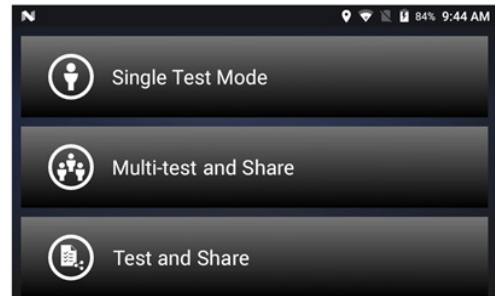 84% 9:44 AM
Single Test Mode
Multi-test and Share
Test and Share